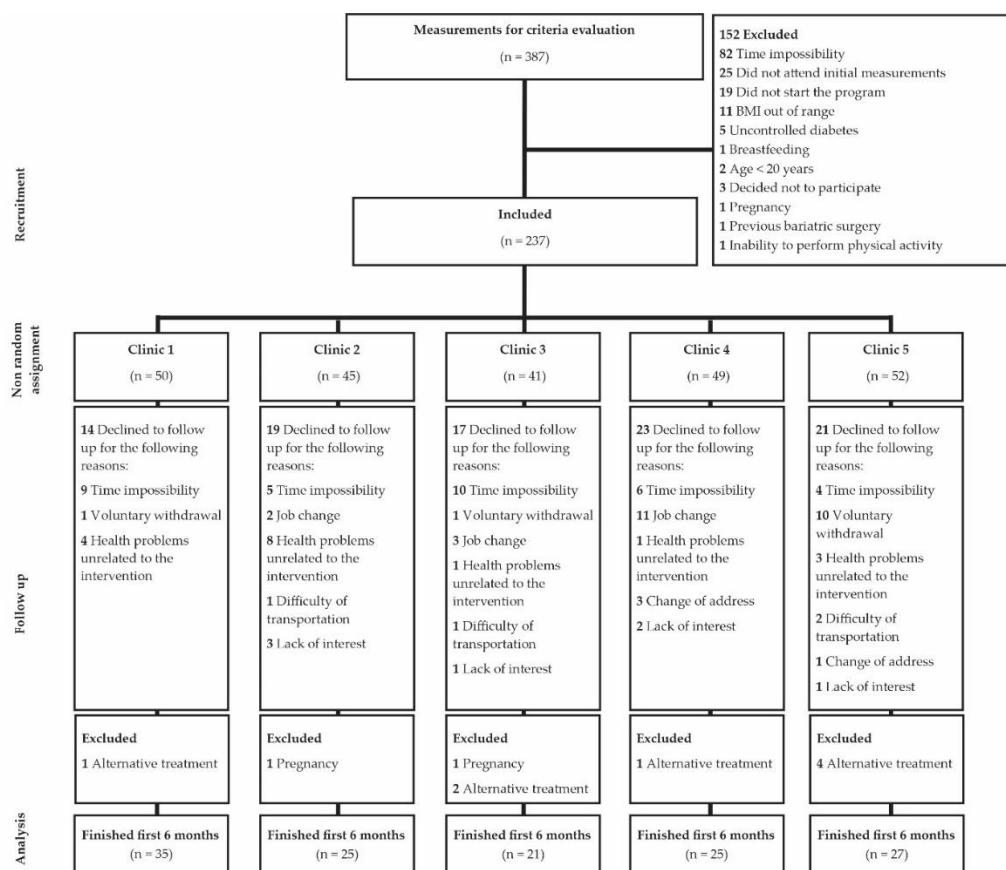 Measurements for criteria evaluation
(n = 387)
152 Excluded
82 Time impossibility
25 Did not attend initial measurements
19 Did not start the program
11 BMI out of range
5 Uncontrolled diabetes
1 Breastfeeding
2 Age < 20 years
3 Decided not to participate
1 Pregnancy
1 Previous bariatric surgery
1 Inability to perform physical activity
Recruitment
Included
(n = 237)
Non random
assignment
Clinic 1
(n = 50)
Clinic 2
(n = 45)
Clinic 3
(n = 41)
Clinic 4
(n = 49)
Clinic 5
(n = 52)
Follow up
14 Declined to follow
up for the following
reasons:
9 Time impossibility
1 Voluntary withdrawal
4 Health problems
unrelated to the
intervention
19 Declined to follow
up for the following
reasons:
5 Time impossibility
2 Job change
8 Health problems
unrelated to the
intervention
1 Difficulty of
transportation
3 Lack of interest
17 Declined to follow
up for the following
reasons:
10 Time impossibility
1 Voluntary withdrawal
3 Job change
1 Health problems
unrelated to the
intervention
1 Difficulty of
transportation
1 Lack of interest
23 Declined to follow
up for the following
reasons:
6 Time impossibility
11 Job change
1 Health problems
unrelated to the
intervention
3 Change of address
2 Lack of interest
21 Declined to follow
up for the following
reasons:
4 Time impossibility
10 Voluntary
withdrawal
3 Health problems
unrelated to the
intervention
2 Difficulty of
transportation
1 Change of address
1 Lack of interest
Excluded
1 Alternative treatment
Excluded
1 Pregnancy
Excluded
1 Pregnancy
2 Alternative treatment
Excluded
1 Alternative treatment
Excluded
4 Alternative treatment
Analysis
Finished first 6 months
(n = 35)
Finished first 6 months
(n = 25)
Finished first 6 months
(n = 21)
Finished first 6 months
(n = 25)
Finished first 6 months
(n = 27)